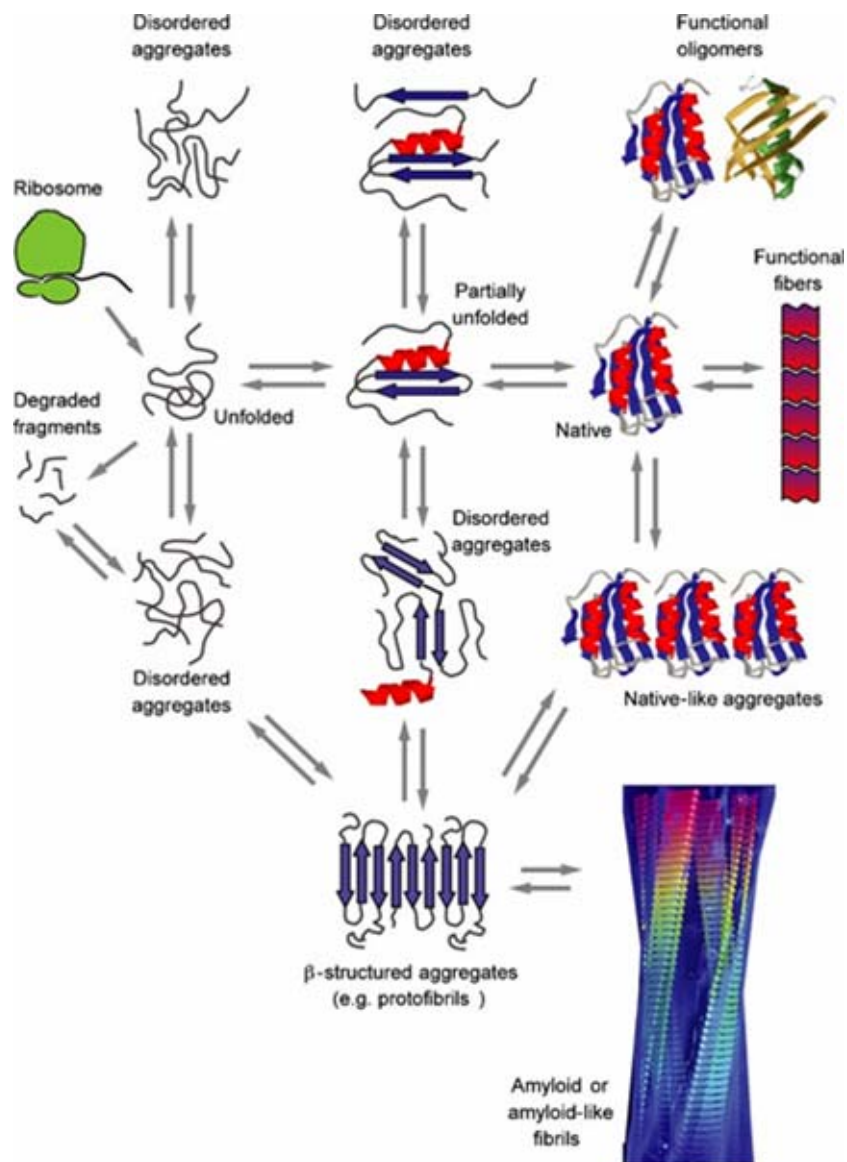 Disordered
aggregates
Disordered
aggregates
Functional
oligomers
Ribosome
Functional
fibers
Partially
unfolded
Degraded
fragments
Unfolded
Native
Disordered
aggregates
Disordered
aggregates
Native-like aggregates
β-structured aggregates
(e.g. protofibrils )
Amyloid or
amyloid-like
fibrils